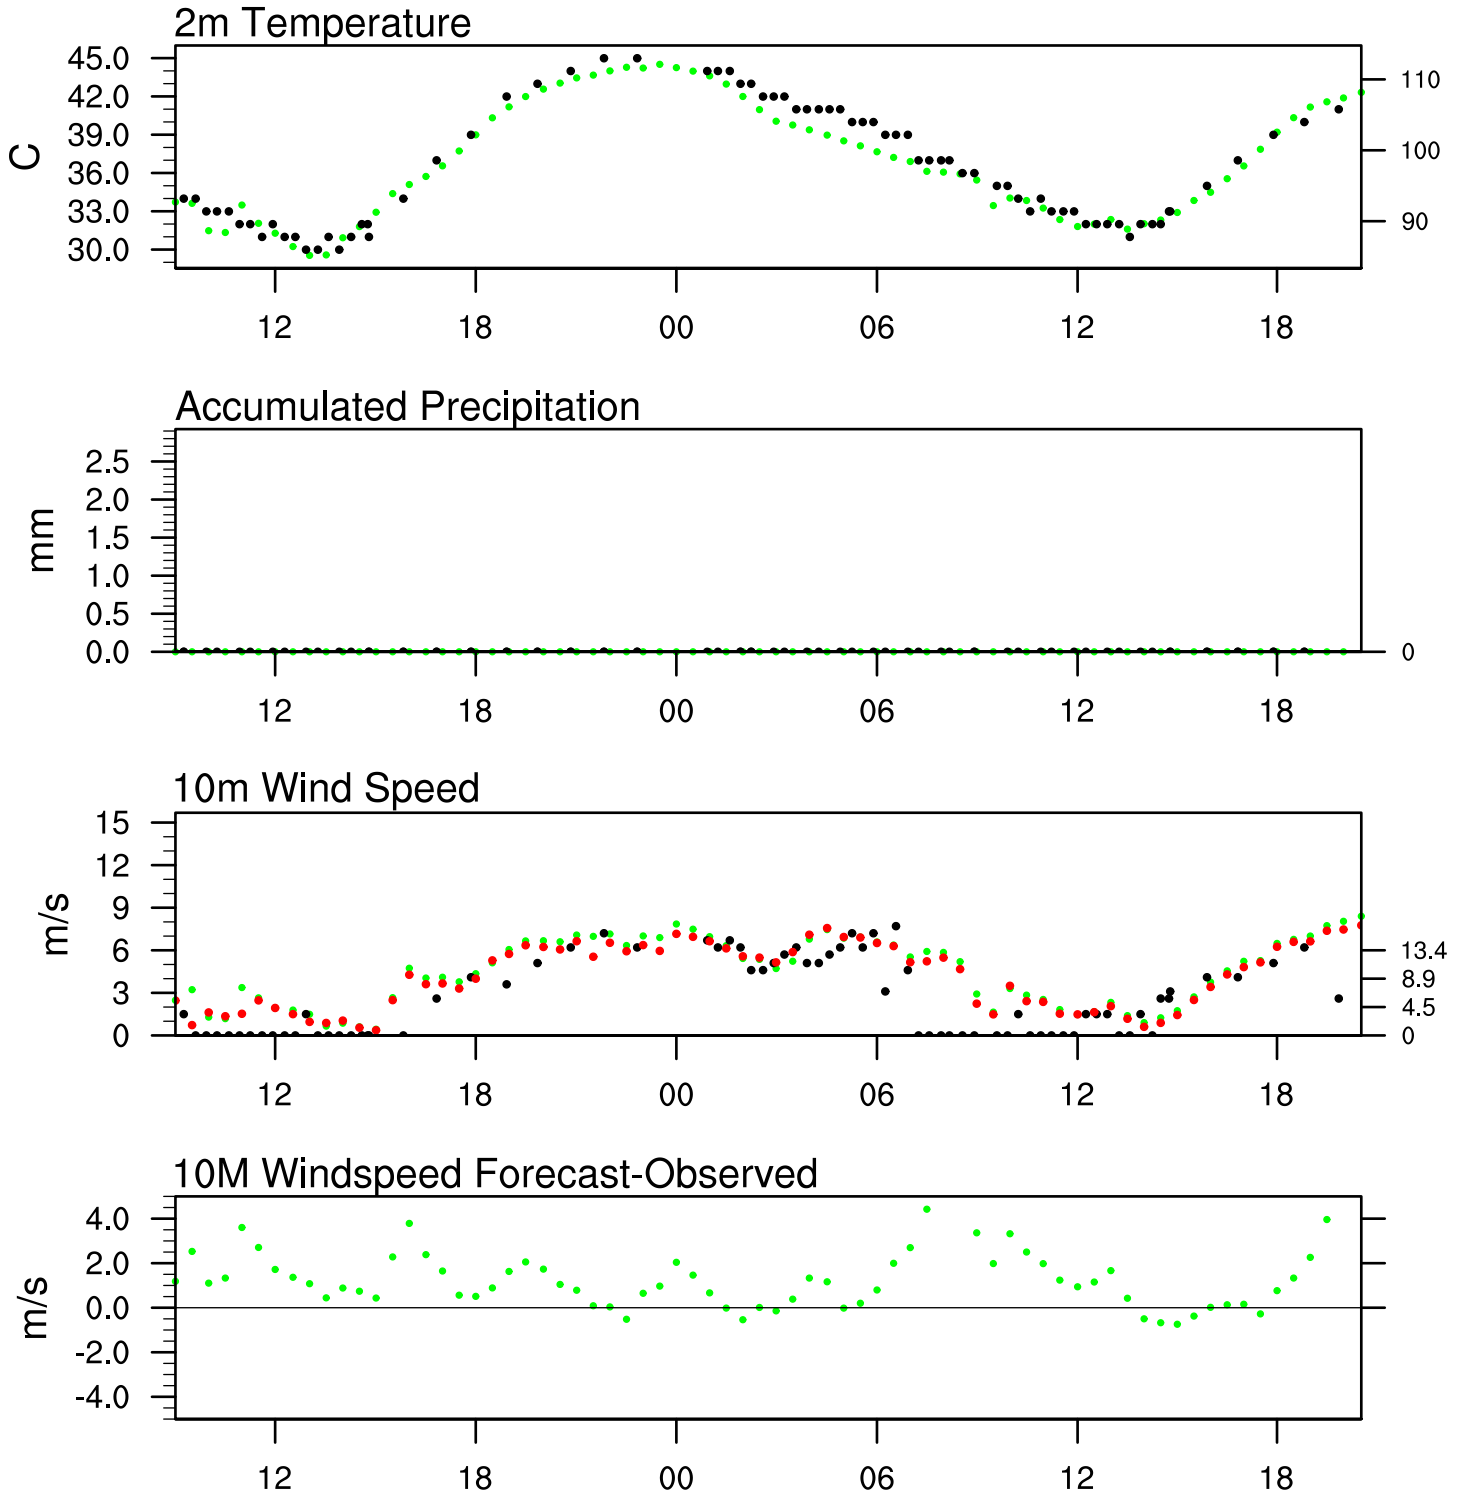 2m Temperature
45.0
42.0
39.0
36.0
33.0
30.0
C
110
100
90
12 18 00 06 12 18
Accumulated Precipitation
2.5
2.0
1.5
1.0
0.5
0.0
mm
0
12 18 00 06 12 18
10m Wind Speed
15
12
9
6
3
0
m/s
13.4
8.9
4.5
0
12 18 00 06 12 18
10M Windspeed Forecast-Observed
4.0
2.0
0.0
-2.0
-4.0
m/s
12 18 00 06 12 18